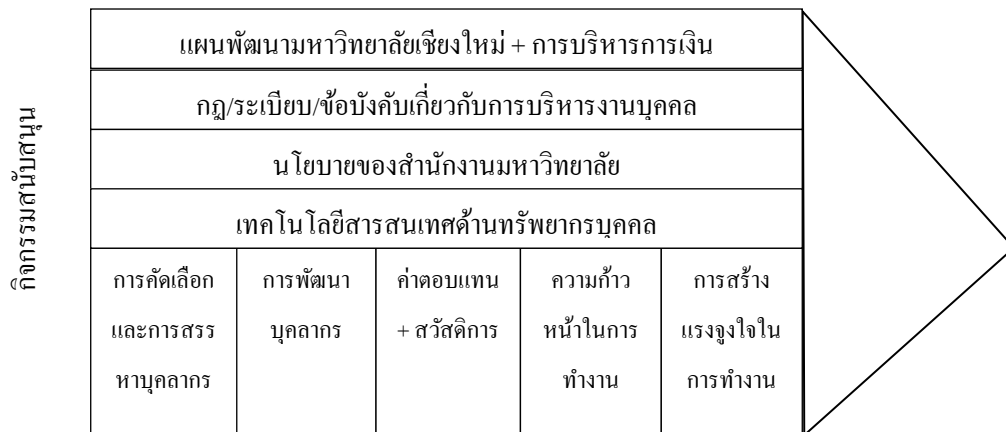 แผนพัฒนามหาวิทยาลัยเชียงใหม่ + การบริหารการเงิน
กฎ/ระเบียบ/ข้อบังคับเกี่ยวกับการบริหารงานบุคคล
นโยบายของสำนักงานมหาวิทยาลัย
เทคโนโลยีสารสนเทศด้านทรัพยากรบุคคล
กิจกรรมสนับสนุน
การคัดเลือก
และการสรร
หาบุคลากร
การพัฒนา
บุคลากร
ค่าตอบแทน
+ สวัสดิการ
ความก้าว
หน้าในการ
ทำงาน
การสร้าง
แรงจูงใจใน
การทำงาน